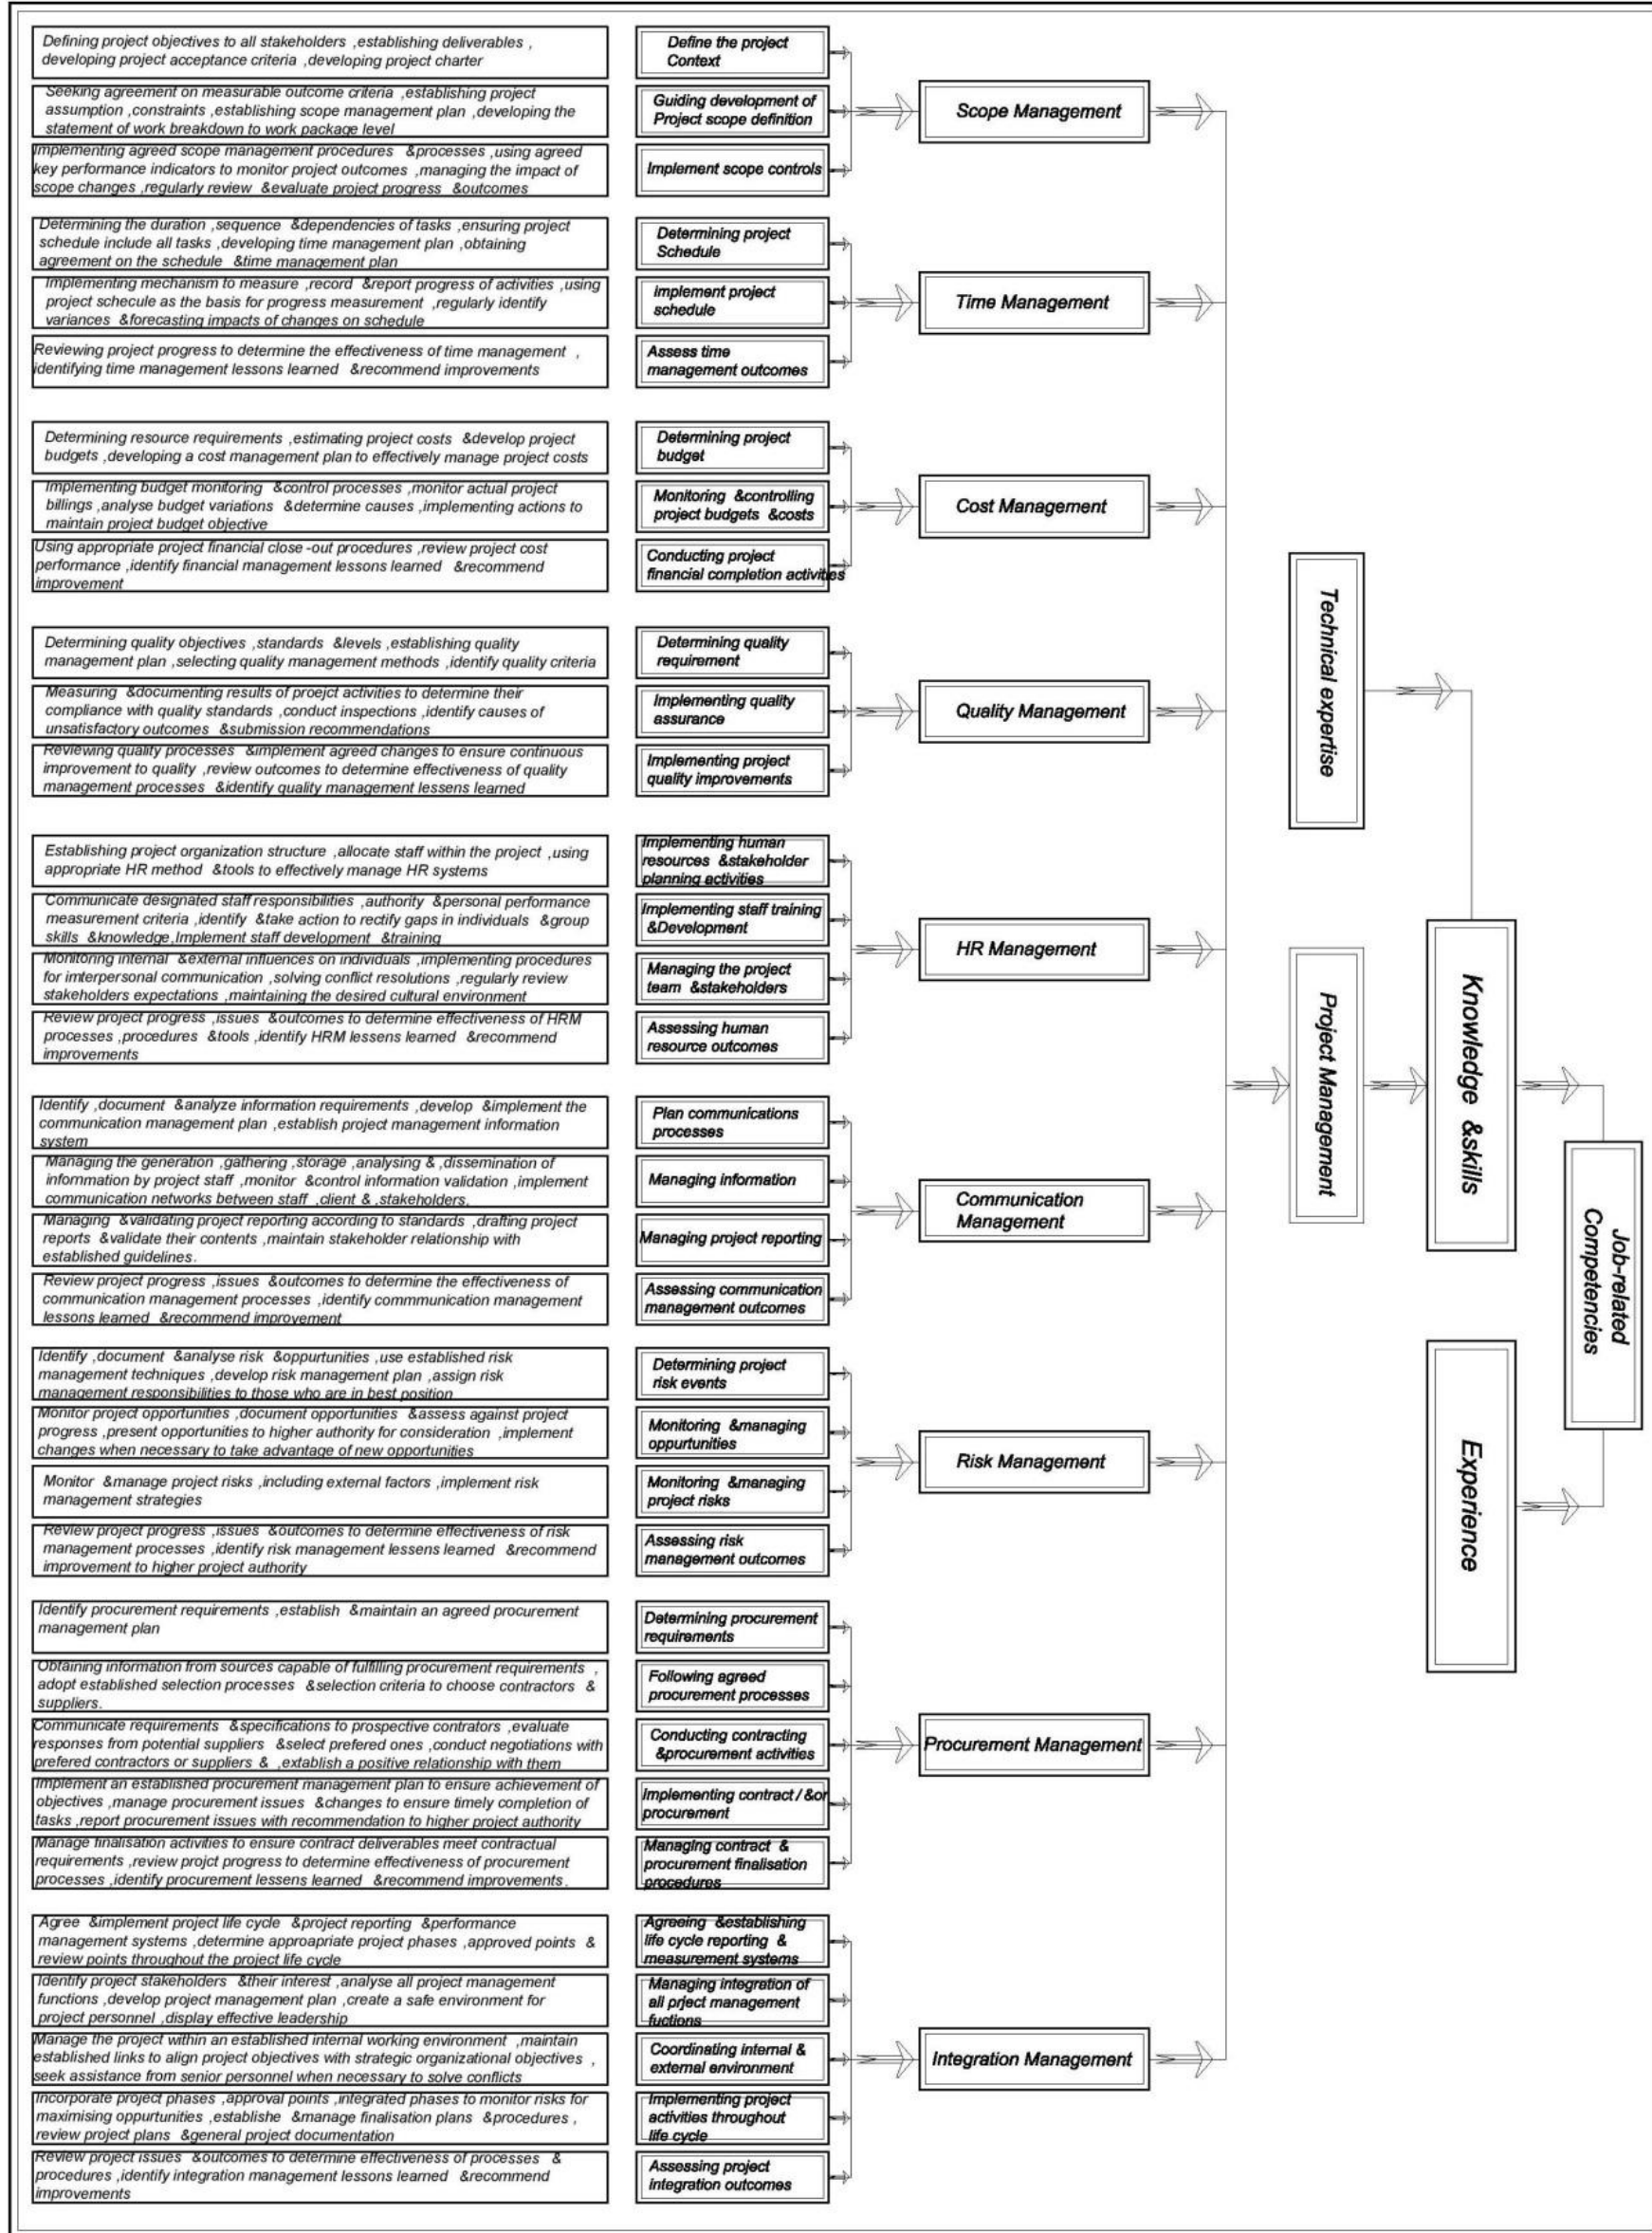 Defining project objectives to all stakeholders ,establishing deliverables ,
developing project acceptance criteria ,developing project charter
Define the project
Context
Seeking agreement on measurable outcome criteria ,establishing project
assumption ,constraints ,establishing scope management plan ,developing the
statement of work breakdown to work package level
Guiding development of
Project scope definition
Implementing agreed scope management procedures &processes ,using agreed
key performance indicators to monitor project outcomes ,managing the impact of
scope changes ,regularly review &evaluate project progress &outcomes
Implement scope controls
Scope Management
Determining the duration ,sequence &dependencies of tasks ,ensuring project
schedule include all tasks ,developing time management plan ,obtaining
agreement on the schedule &time management plan
Determining project
Schedule
Implementing mechanism to measure ,record &report progress of activities ,using
project schecule as the basis for progress measurement ,regularly identify
variances &forecasting impacts of changes on schedule
Implement project
schedule
Reviewing project progress to determine the effectiveness of time management ,
identifying time management lessons learned &recommend improvements
Assess time
management outcomes
Time Management
Determining resource requirements ,estimating project costs &develop project
budgets ,developing a cost management plan to effectively manage project costs
Determining project
budget
Implementing budget monitoring &control processes ,monitor actual project
billings ,analyse budget variations &determine causes ,implementing actions to
maintain project budget objective
Monitoring &controlling
project budgets &costs
Using appropriate project financial close -out procedures ,review project cost
performance ,identify financial management lessons learned &recommend
improvement
Conducting project
financial completion activities
Cost Management
Determining quality objectives ,standards &levels ,establishing quality
management plan ,selecting quality management methods ,identify quality criteria
Determining quality
requirement
Measuring &documenting results of proejct activities to determine their
compliance with quality standards ,conduct inspections ,identify causes of
unsatisfactory outcomes &submission recommendations
Implementing quality
assurance
Reviewing quality processes &implement agreed changes to ensure continuous
improvement to quality ,review outcomes to determine effectiveness of quality
management processes &identify quality management lessens learned
Implementing project
quality improvements
Quality Management
Establishing project organization structure ,allocate staff within the project ,using
appropriate HR method &tools to effectively manage HR systems
Implementing human
resources &stakeholder
planning activities
Communicate designated staff responsibilities ,authority &personal performance
measurement criteria ,identify &take action to rectify gaps in individuals &group
skills &knowledge,Implement staff development &training
Implementing staff training
&Development
Monitoring internal &external influences on individuals ,implementing procedures
for imterpersonal communication ,solving conflict resolutions ,regularly review
stakeholders expectations ,maintaining the desired cultural environment
Managing the project
team &stakeholders
Review project progress ,issues &outcomes to determine effectiveness of HRM
processes ,procedures &tools ,identify HRM lessens learned &recommend
improvements
Assessing human
resource outcomes
HR Management
Identify ,document &analyze information requirements ,develop &implement the
communication management plan ,establish project management information
system
Plan communications
processes
Managing the generation ,gathering ,storage ,analysing & ,dissemination of
infommation by project staff ,monitor &control information validation ,implement
communication networks between staff ,client & ,stakeholders.
Managing information
Managing &validating project reporting according to standards ,drafting project
reports &validate their contents ,maintain stakeholder relationship with
established guidelines.
Managing project reporting
Review project progress ,issues &outcomes to determine the effectiveness of
communication management processes ,identify commmunication management
lessons learned &recommend improvement
Assessing communication
management outcomes
Communication
Management
Identify ,document &analyse risk &oppurtunities ,use established risk
management techniques ,develop risk management plan ,assign risk
management responsibilities to those who are in best position
Determining project
risk events
Monitor project opportunities ,document opportunities &assess against project
progress ,present opportunities to higher authority for consideration ,implement
changes when necessary to take advantage of new opportunities
Monitoring &managing
oppurtunities
Monitor &manage project risks ,including external factors ,implement risk
management strategies
Monitoring &managing
project risks
Review project progress ,issues &outcomes to determine effectiveness of risk
management processes ,identify risk management lessens learned &recommend
improvement to higher project authority
Assessing risk
management outcomes
Risk Management
Identify procurement requirements ,establish &maintain an agreed procurement
management plan
Determining procurement
requirements
Obtaining information from sources capable of fulfilling procurement requirements ,
adopt established selection processes &selection criteria to choose contractors &
suppliers.
Following agreed
procurement processes
Communicate requirements &specifications to prospective contrators ,evaluate
responses from potential suppliers &select prefered ones ,conduct negotiations with
prefered contractors or suppliers & ,extablish a positive relationship with them
Conducting contracting
&procurement activities
Implement an established procurement management plan to ensure achievement of
objectives ,manage procurement issues &changes to ensure timely completion of
tasks ,report procurement issues with recommendation to higher project authority
Implementing contract / &or
procurement
Manage finalisation activities to ensure contract deliverables meet contractual
requirements ,review projct progress to determine effectiveness of procurement
processes ,identify procurement lessens learned &recommend improvements.
Managing contract &
procurement finalisation
procedures
Procurement Management
Agree &implement project life cycle &project reporting &performance
management systems ,determine approapriate project phases ,approved points &
review points throughout the project life cycle
Agreeing &establishing
life cycle reporting &
measurement systems
Identify project stakeholders &their interest ,analyse all project management
functions ,develop project management plan ,create a safe environment for
project personnel ,display effective leadership
Managing integration of
all prject management
fuctions
Manage the project within an established internal working environment ,maintain
established links to align project objectives with strategic organizational objectives ,
seek assistance from senior personnel when necessary to solve conflicts
Coordinating internal &
external environment
Incorporate project phases ,approval points ,integrated phases to monitor risks for
maximising oppurtunities ,establishe &manage finalisation plans &procedures ,
review project plans &general project documentation
Implementing project
activities throughout
life cycle
Review project issues &outcomes to determine effectiveness of processes &
procedures ,identify integration management lessons learned &recommend
improvements
Assessing project
integration outcomes
Integration Management
Technical expertise
Project Management
Knowledge &skills
Experience
Job-related
Competencies